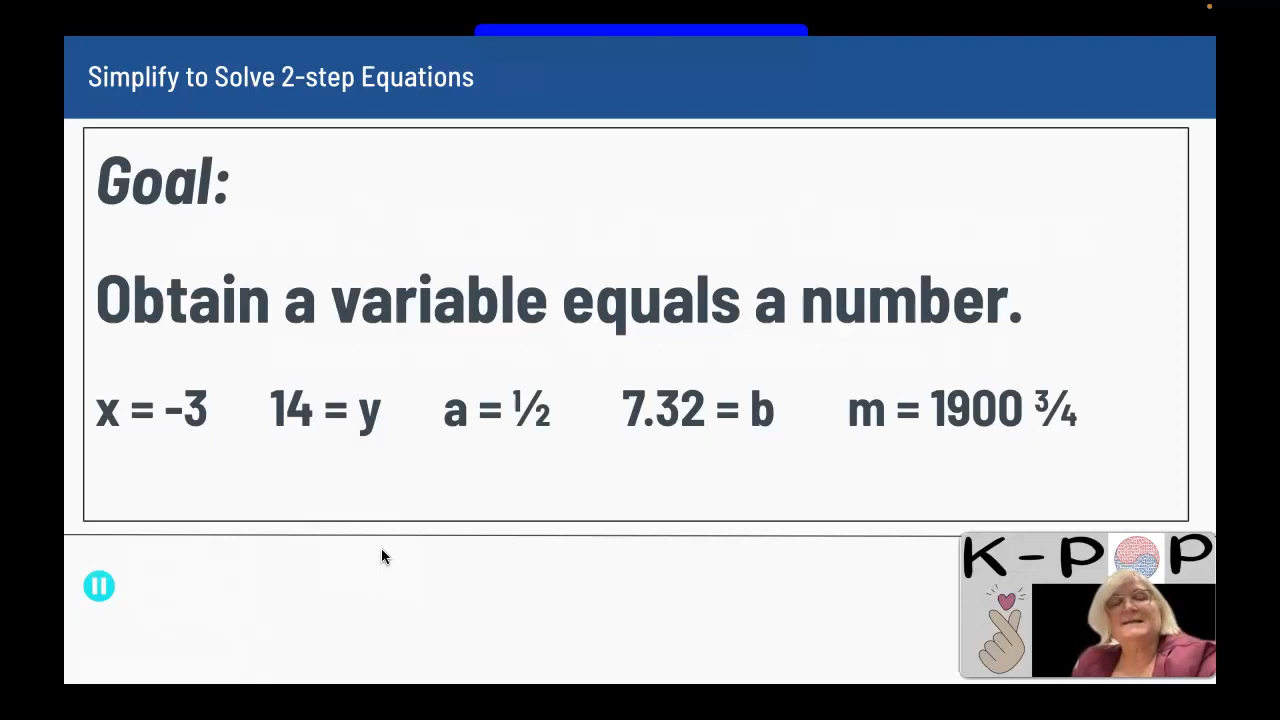 Simplify to Solve 2-step Equations
Goal:
Obtain a variable equals a number.
x = -3 14 = y a = ½ 7.32 = b m = 1900 ¾
K-POP